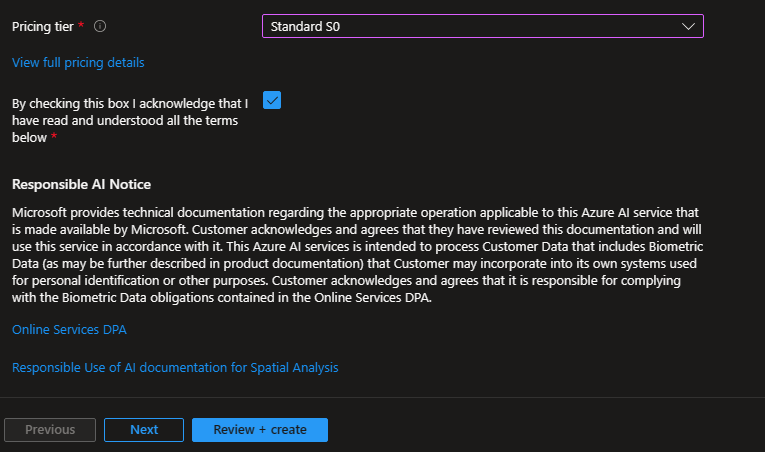 Pricing tier *
Standard S0
View full pricing details
By checking this box I acknowledge that I
have read and understood all the terms
below *
Responsible AI Notice
Microsoft provides technical documentation regarding the appropriate operation applicable to this Azure AI service that
is made available by Microsoft. Customer acknowledges and agrees that they have reviewed this documentation and will
use this service in accordance with it. This Azure AI services is intended to process Customer Data that includes Biometric
Data (as may be further described in product documentation) that Customer may incorporate into its own systems used
for personal identification or other purposes. Customer acknowledges and agrees that it is responsible for complying
with the Biometric Data obligations contained in the Online Services DPA.
Online Services DPA
Responsible Use of AI documentation for Spatial Analysis
Previous
Next
Review + create